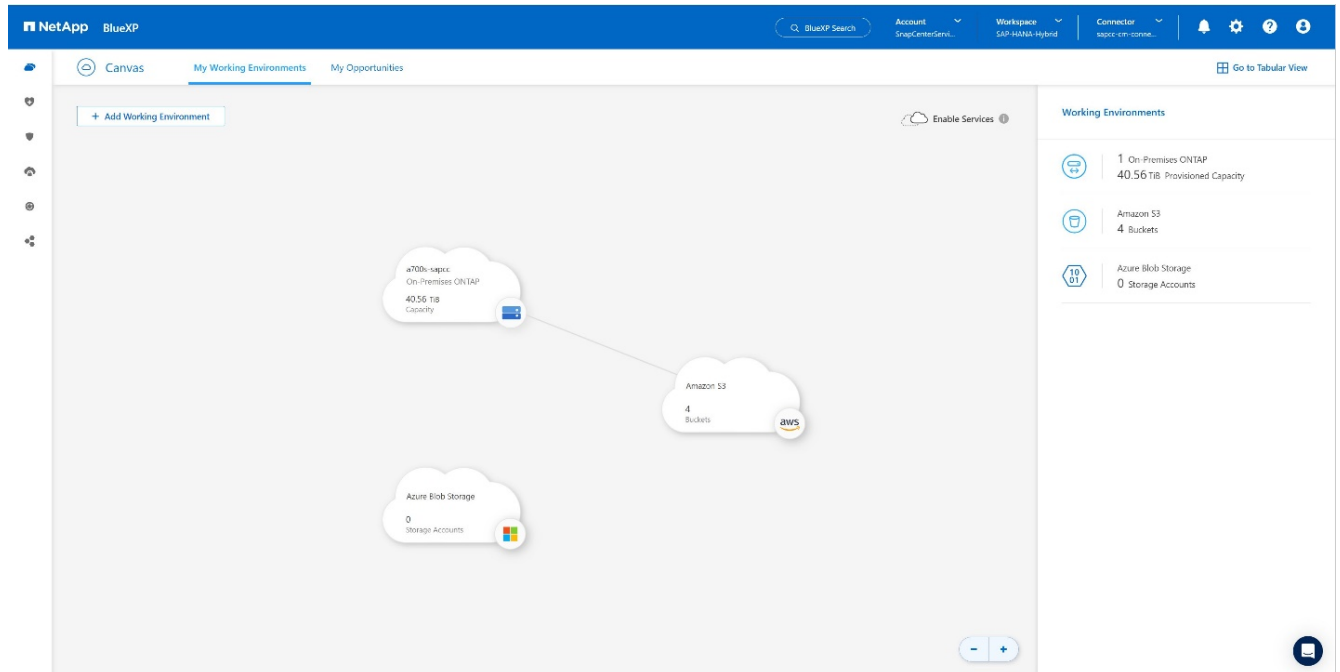 NetApp BlueXP
BlueXP Search
Account
SnapCenterServi...
Workspace
SAP-HANA-Hybrid
Connector
sapcc-cm-conne...
Canvas
My Working Environments
My Opportunities
Go to Tabular View
+ Add Working Environment
Enable Services
Working Environments
1 On-Premises ONTAP
40.56 TiB Provisioned Capacity
Amazon S3
4 Buckets
10
01
Azure Blob Storage
0 Storage Accounts
a700s-sapcc
On-Premises ONTAP
40.56 TiB
Capacity
Amazon S3
4
Buckets
aws
Azure Blob Storage
0
Storage Accounts
- +